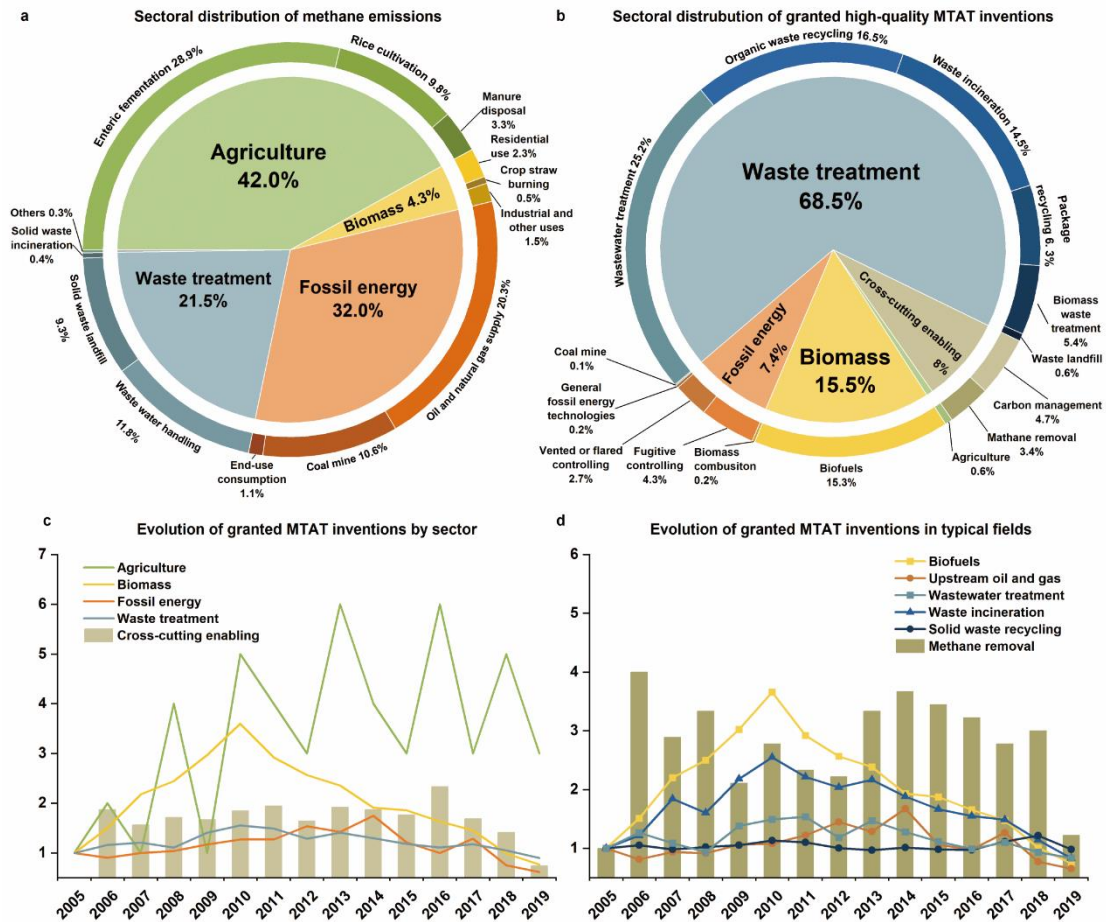 a
Sectoral distribution of methane emissions
Enteric fementation 28.9%
Rice cultivation 9.8%
Manure
disposal
3.3%
Residential
use 2.3%
Crop straw
burning
0.5%
Industrial and
other uses
1.5%
Oil and natural gas supply 20.3%
Coal mine 10.6%
End-use
consumption
1.1%
Waste water handling
11.8%
Solid waste landfill
9.3%
Solid waste
incineration
0.4%
Others 0.3%
Agriculture
42.0%
Biomass 4.3%
Fossil energy
32.0%
Waste treatment
21.5%
b
Sectoral distrubution of granted high-quality MTAT inventions
Organic waste recycling 16.5%
Waste incineration 14.5%
Package
recycling 6. 3%
Biomass
waste
treatment
5.4%
Waste landfill
0.6%
Carbon management
4.7%
Mathane removal
3.4%
Agriculture
0.6%
Biofuels
15.3%
Biomass
combusiton
0.2%
Fugitive
controlling
4.3%
Vented or flared
controlling
2.7%
General
fossil energy
technologies
0.2%
Coal mine
0.1%
Wastewater treatment 25.2%
Waste treatment
68.5%
Fossil energy
7.4%
Biomass
15.5%
Cross-cutting enabling
8%
c
Evolution of granted MTAT inventions by sector
7
6
5
4
3
2
1
Agriculture
Biomass
Fossil energy
Waste treatment
Cross-cutting enabling
2005 2006 2007 2008 2009 2010 2011 2012 2013 2014 2015 2016 2017 2018 2019
d
Evolution of granted MTAT inventions in typical fields
6
5
4
3
2
1
Biofuels
Upstream oil and gas
Wastewater treatment
Waste incineration
Solid waste recycling
Methane removal
2005 2006 2007 2008 2009 2010 2011 2012 2013 2014 2015 2016 2017 2018 2019